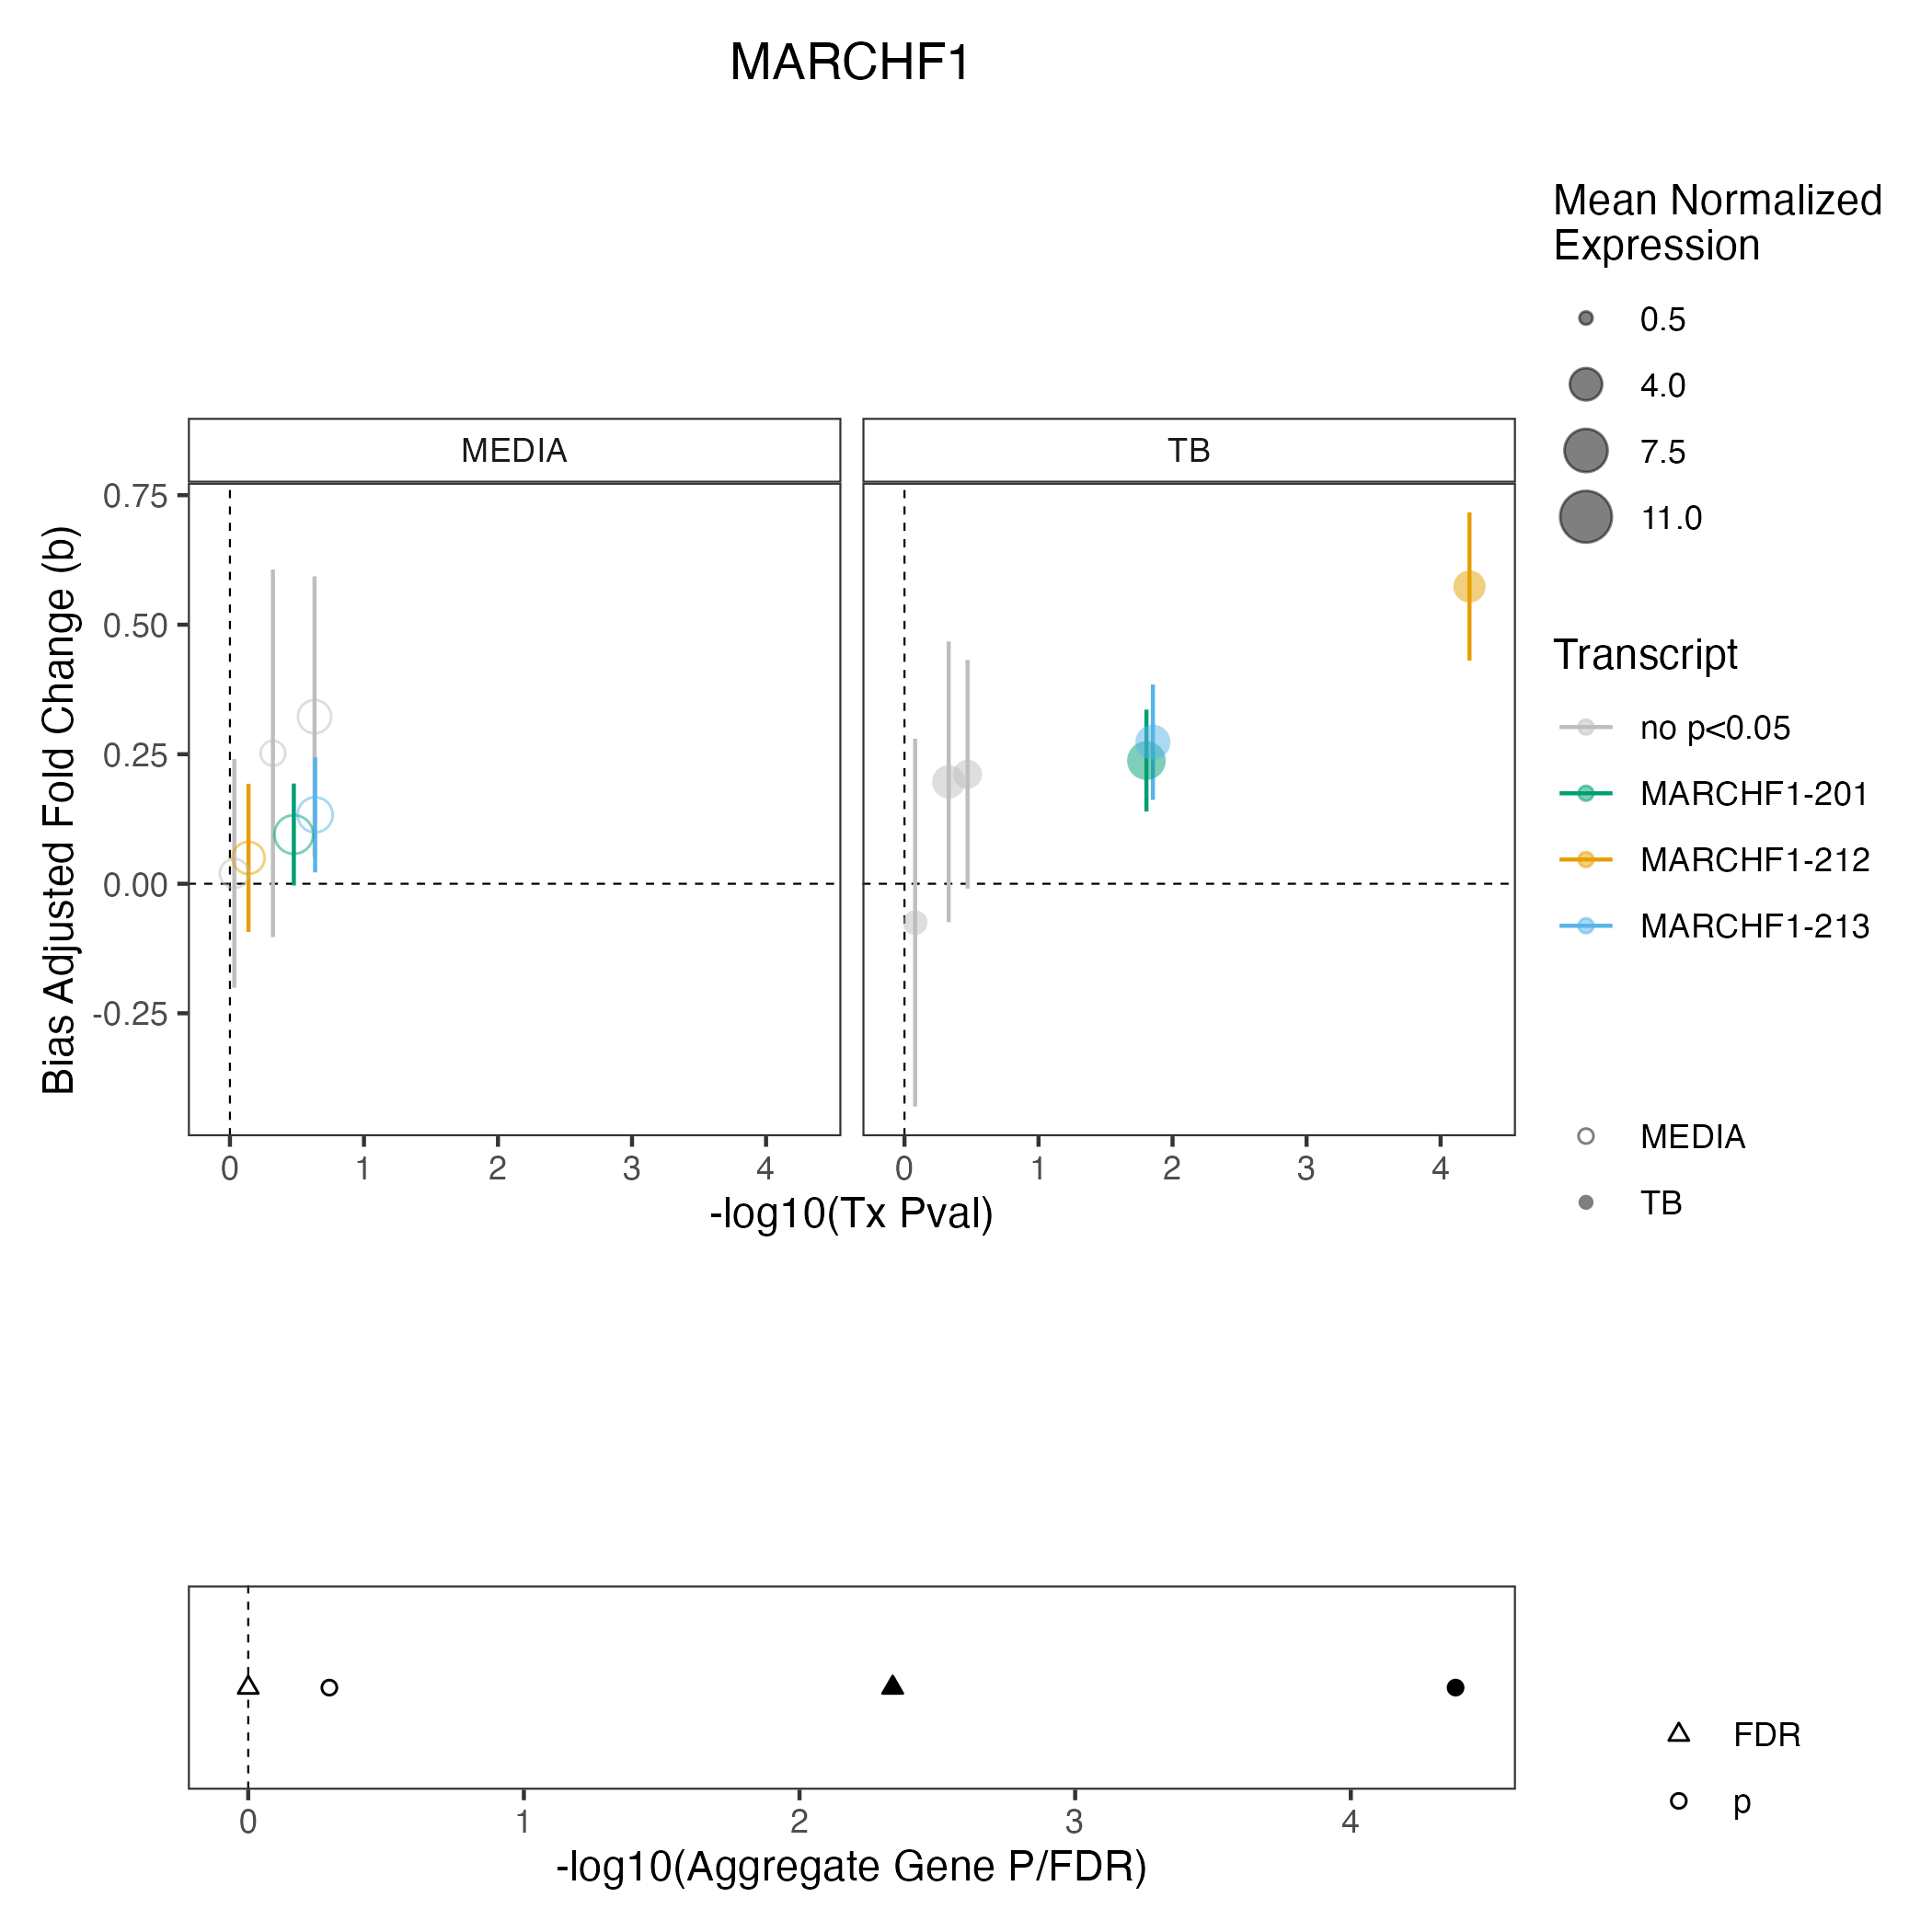 MARCHF1
Mean Normalized
Expression
0.5
4.0
7.5
11.0
Transcript
no p<0.05
MARCHF1-201
MARCHF1-212
MARCHF1-213
MEDIA
TB
MEDIA
TB
0.75
0.50
0.25
0.00
-0.25
Bias Adjusted Fold Change (b)
0 1 2 3 4
0 1 2 3 4
-log10(Tx Pval)
0 1 2 3 4
-log10(Aggregate Gene P/FDR)
FDR
p